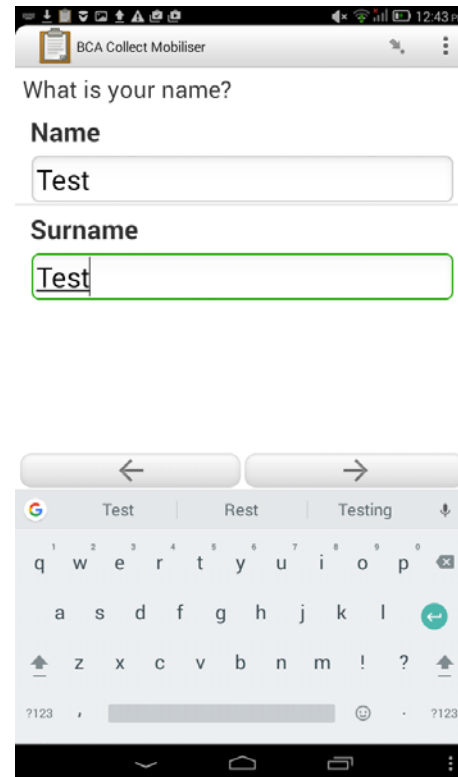 12:43 P
BCA Collect Mobiliser
What is your name?
Name
Test
Surname
Test
Test Rest Testing
1 2 3 4 5 6 7 8 9 0
q w e r t y u i o p
a s d f g h j k l
z x c v b n m ! ?
?123 , . ?123